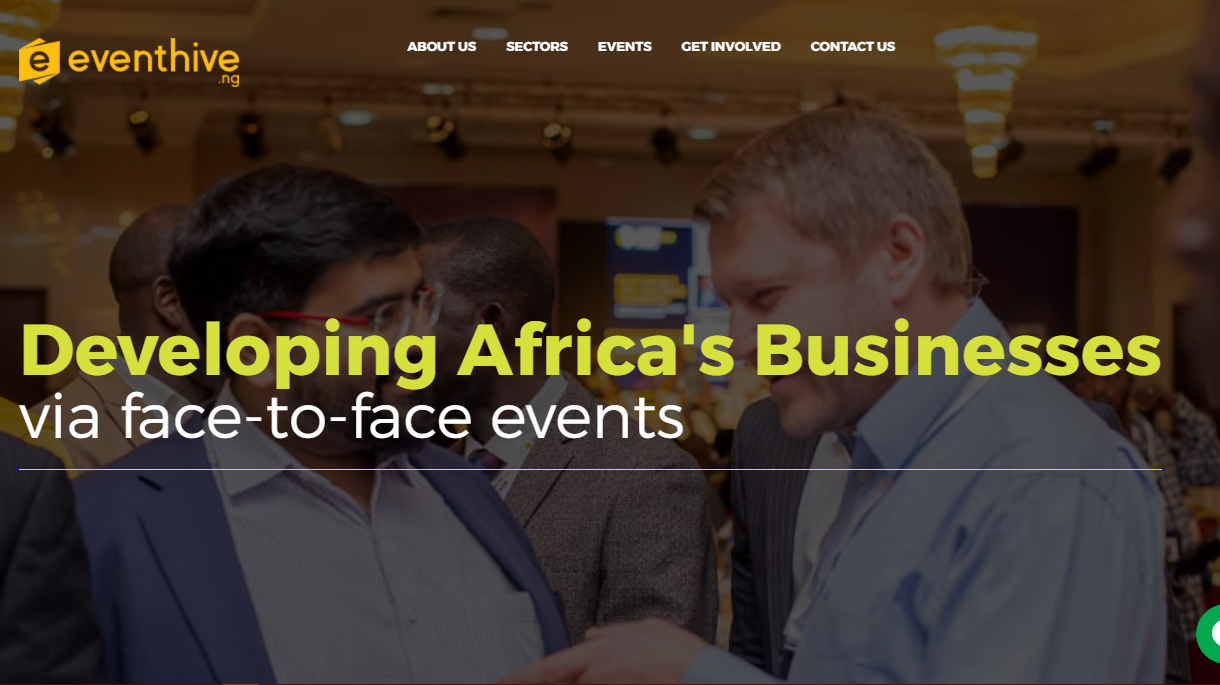 eventhive
.ng
ABOUT US SECTORS EVENTS GET INVOLVED CONTACT US
Developing Africa's Businesses
via face-to-face events